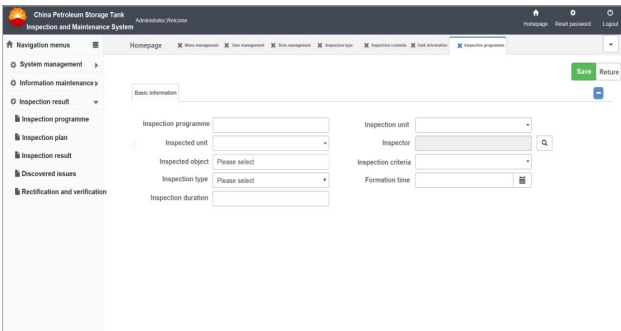 China Petroleum Storage Tank
Inspection and Maintenance System
Administrator,Welcome
Homepage Reset password Logout
Navigation menus
Homepage Menu management User management Role management Inspection type Inspection contents Tank information Inspection programme
System management
Information maintenance
Inspection result
Inspection programme
Inspection plan
Inspection result
Discovered issues
Rectification and verification
Save Reture
Basic information
Inspection programme Inspection unit
Inspected unit Inspector
Inspected object Please select Inspection criteria
Inspection type Please select Formation time
Inspection duration